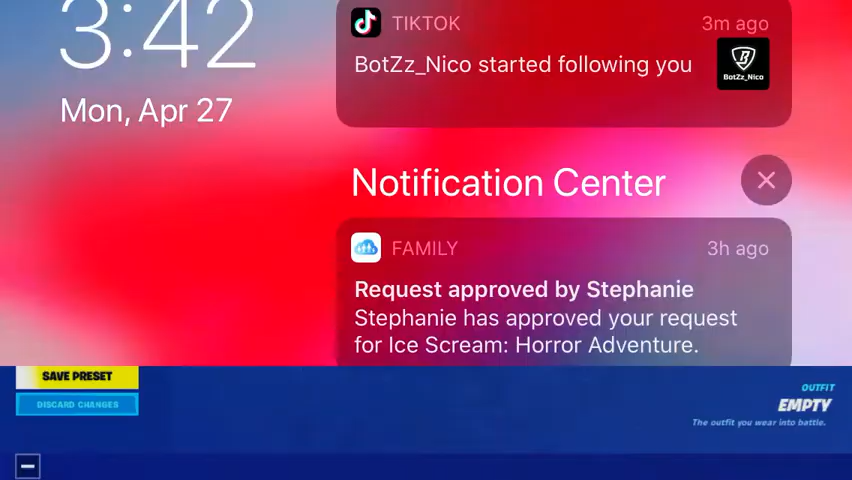 3:42
Mon, Apr 27
TIKTOK
3m ago
BotZz_Nico started following you
BotZz_Nico
Notification Center
FAMILY
3h ago
Request approved by Stephanie
Stephanie has approved your request
for Ice Scream: Horror Adventure.
SAVE PRESET
DISCARD CHANGES
OUTFIT
EMPTY
The outfit you wear into battle.